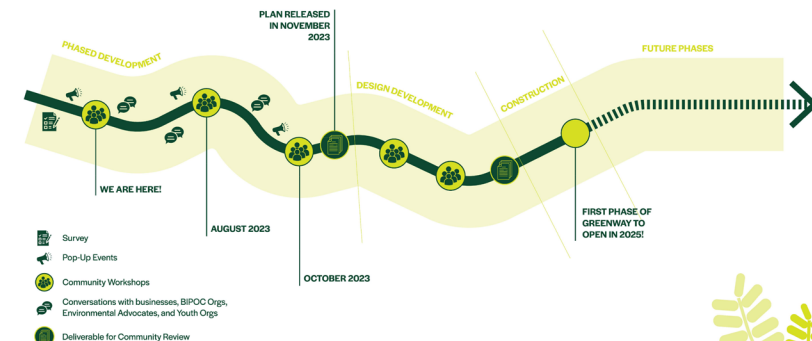 PLAN RELEASED
IN NOVEMBER
2023
PHASED DEVELOPMENT
DESIGN DEVELOPMENT
CONSTRUCTION
FUTURE PHASES
WE ARE HERE!
AUGUST 2023
OCTOBER 2023
FIRST PHASE OF
GREENWAY TO
OPEN IN 2025!
Survey
Pop-Up Events
Community Workshops
Conversations with businesses, BIPOC Orgs,
Environmental Advocates, and Youth Orgs
Deliverable for Community Review